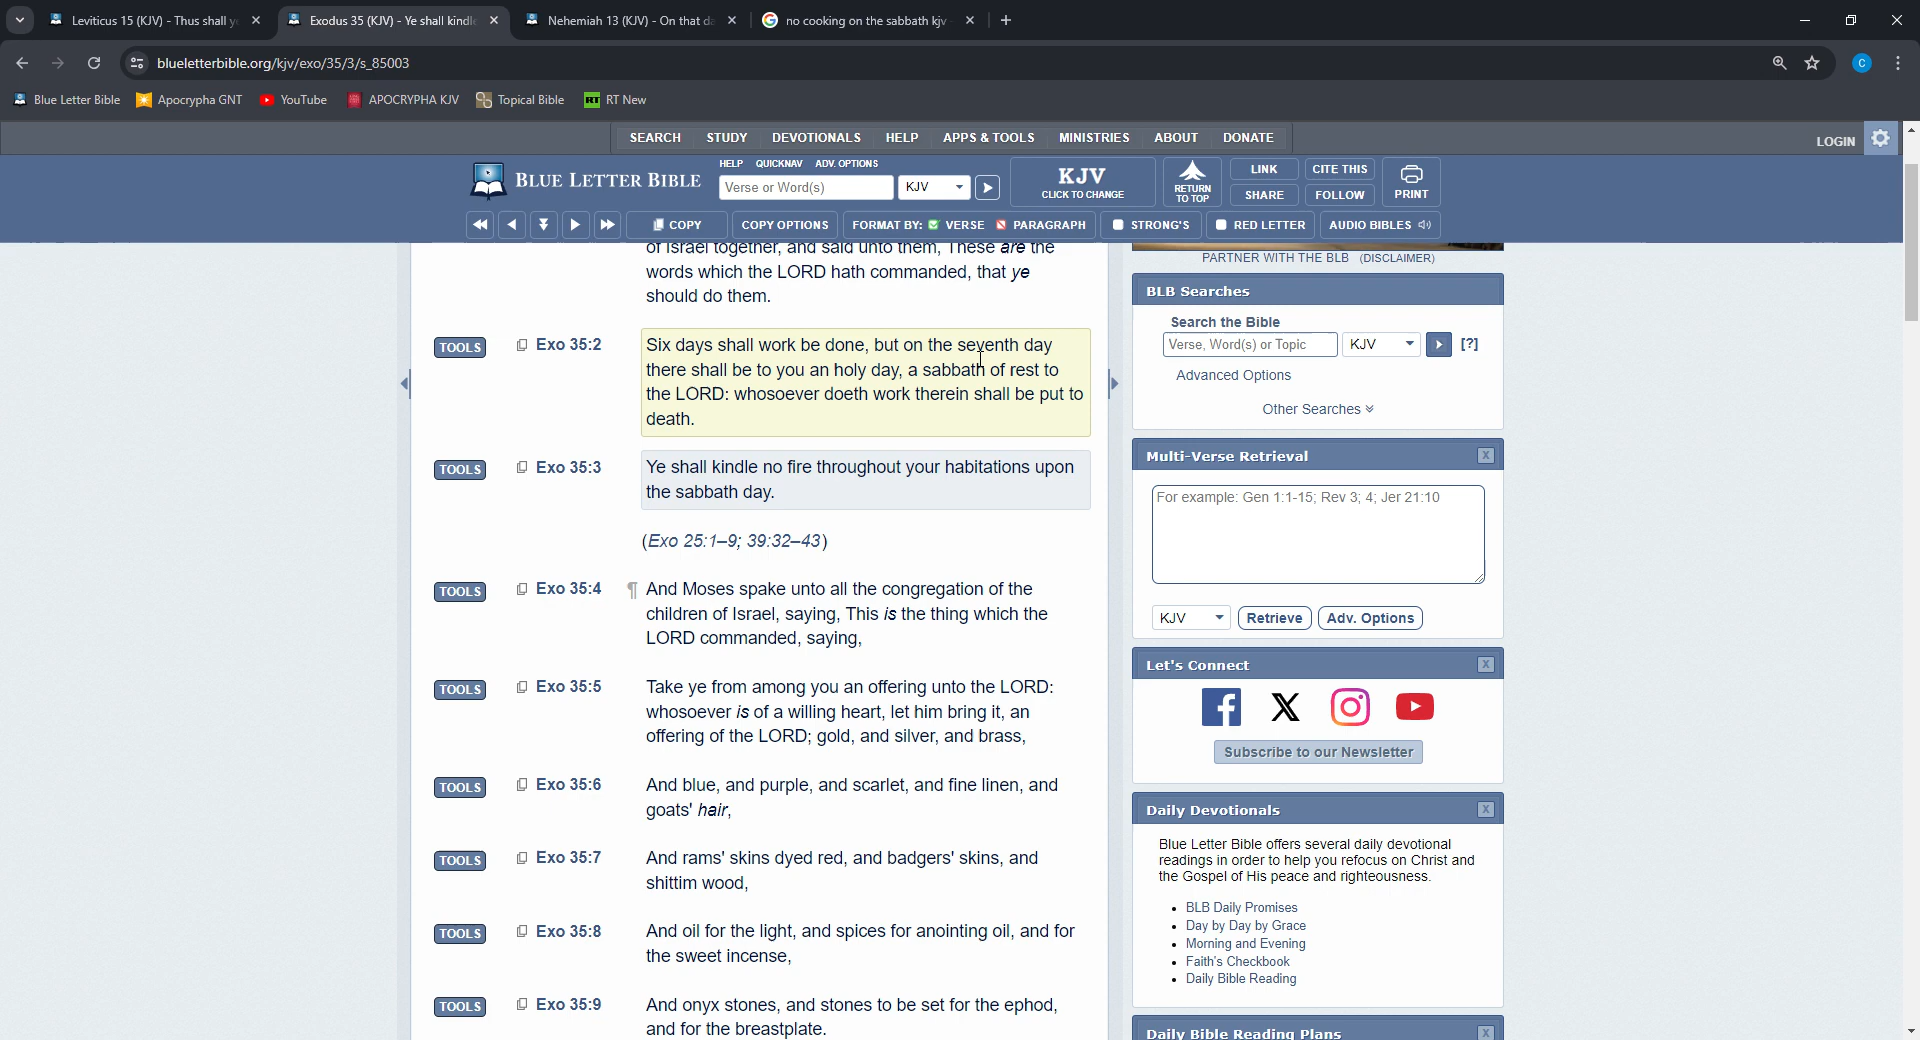 Leviticus 15 (KJV) - Thus shall y
Exodus 35 (KJV) - Ye shall kindle
Nehemiah 13 (KJV) - On that da
no cooking on the sabbath kjv
blueletterbible.org/kjv/exo/35/3/s_85003
C
Blue Letter Bible
Apocrypha GNT
YouTube
APOCRYPHA KJV
Topical Bible
RT
RT New
SEARCH STUDY DEVOTIONALS HELP APPS & TOOLS MINISTRIES ABOUT DONATE
LOGIN
BLUE LETTER BIBLE
HELP QUICKNAV ADV. OPTIONS
Verse or Word(s)
KJV
KJV
CLICK TO CHANGE
RETURN
TO TOP
LINK
CITE THIS
SHARE
FOLLOW
PRINT
COPY
COPY OPTIONS
FORMAT BY: VERSE PARAGRAPH
STRONG'S
RED LETTER
AUDIO BIBLES
of Israel together, and said unto them, These are the
words which the LORD hath commanded, that ye
should do them.
TOOLS
Exo 35:2
Six days shall work be done, but on the seventh day
there shall be to you an holy day, a sabbath of rest to
the LORD: whosoever doeth work therein shall be put to
death.
TOOLS
Exo 35:3
Ye shall kindle no fire throughout your habitations upon
the sabbath day.
(Exo 25:1–9; 39:32–43)
TOOLS
Exo 35:4
¶ And Moses spake unto all the congregation of the
children of Israel, saying, This is the thing which the
LORD commanded, saying,
TOOLS
Exo 35:5
Take ye from among you an offering unto the LORD:
whosoever is of a willing heart, let him bring it, an
offering of the LORD; gold, and silver, and brass,
TOOLS
Exo 35:6
And blue, and purple, and scarlet, and fine linen, and
goats' hair,
TOOLS
Exo 35:7
And rams' skins dyed red, and badgers' skins, and
shittim wood,
TOOLS
Exo 35:8
And oil for the light, and spices for anointing oil, and for
the sweet incense,
TOOLS
Exo 35:9
And onyx stones, and stones to be set for the ephod,
and for the breastplate.
PARTNER WITH THE BLB (DISCLAIMER)
BLB Searches
Search the Bible
Verse, Word(s) or Topic
KJV
[?]
Advanced Options
Other Searches
Multi-Verse Retrieval
X
For example: Gen 1:1-15; Rev 3; 4; Jer 21:10
KJV
Retrieve
Adv. Options
Let's Connect
X
Subscribe to our Newsletter
Daily Devotionals
X
Blue Letter Bible offers several daily devotional
readings in order to help you refocus on Christ and
the Gospel of His peace and righteousness.
• BLB Daily Promises
• Day by Day by Grace
• Morning and Evening
• Faith's Checkbook
• Daily Bible Reading
Daily Bible Reading Plans
X